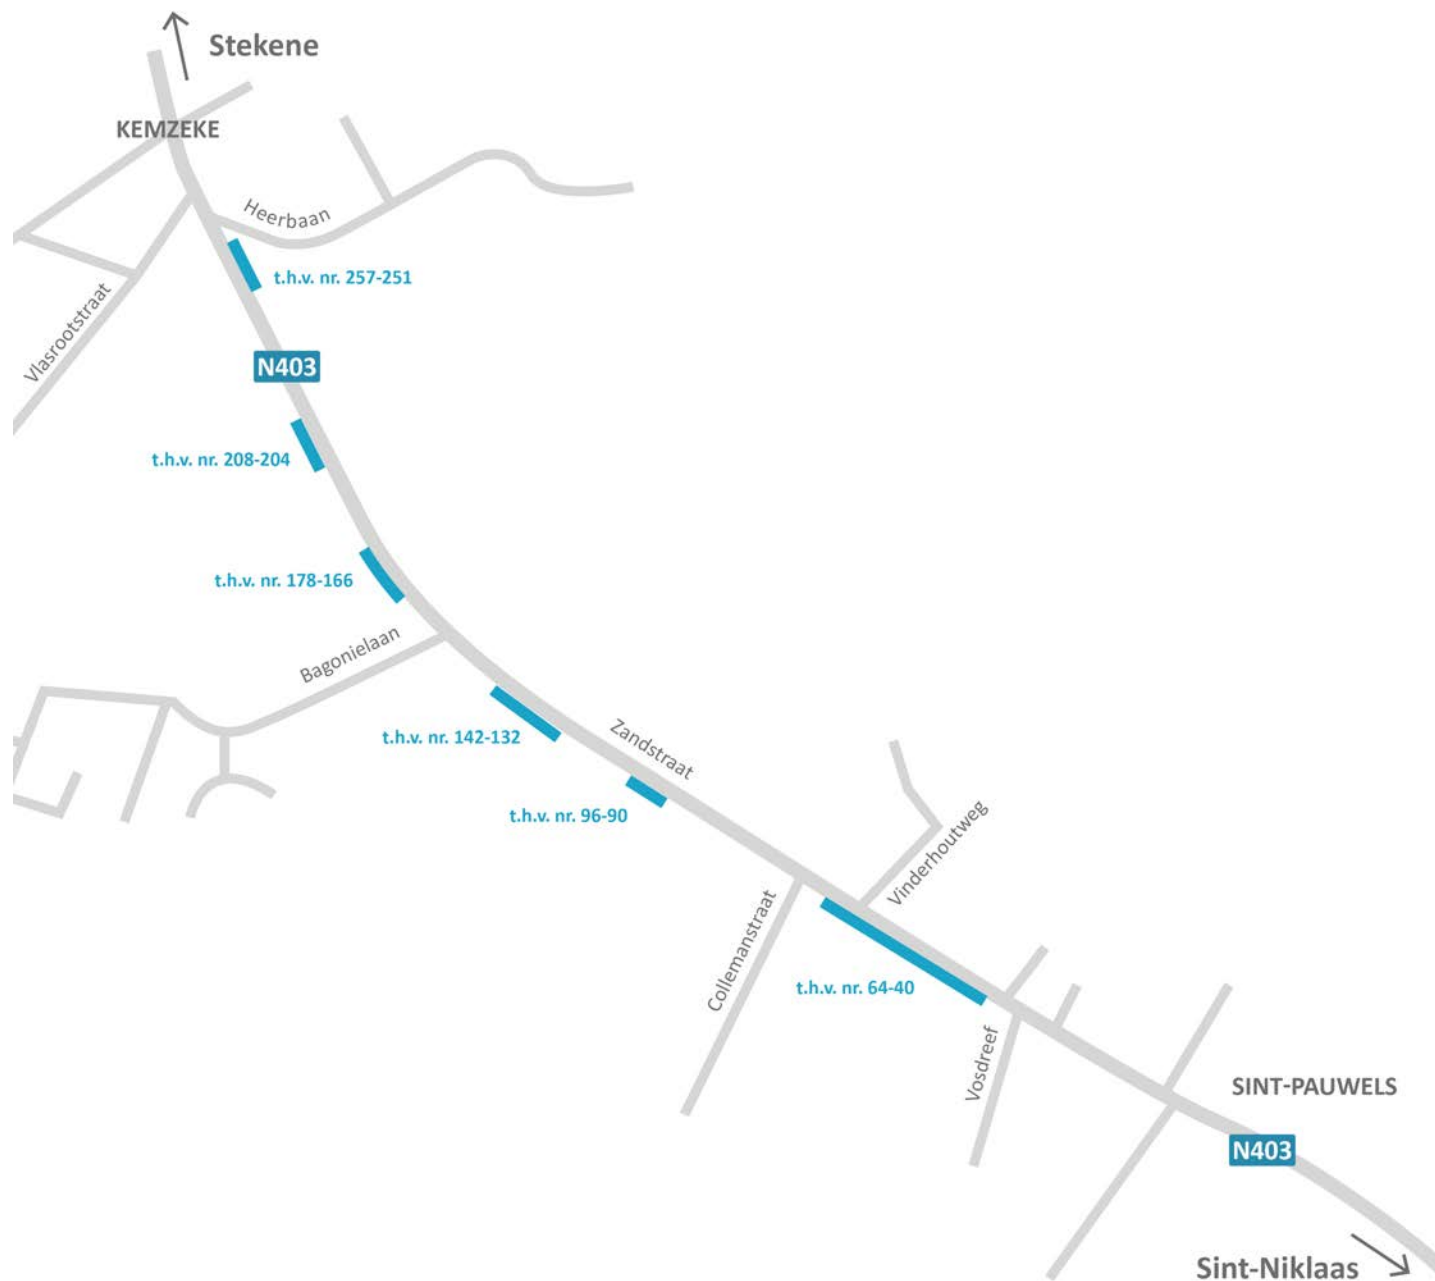 Stekene
KEMZEKE
Heerbaan
t.h.v. nr. 257-251
Vlasrootstraat
N403
t.h.v. nr. 208-204
t.h.v. nr. 178-166
Bagonielaan
t.h.v. nr. 142-132
Zandstraat
t.h.v. nr. 96-90
Vinderhoutweg
Collemanstraat
t.h.v. nr. 64-40
Vosdreef
SINT-PAUWELS
N403
Sint-Niklaas